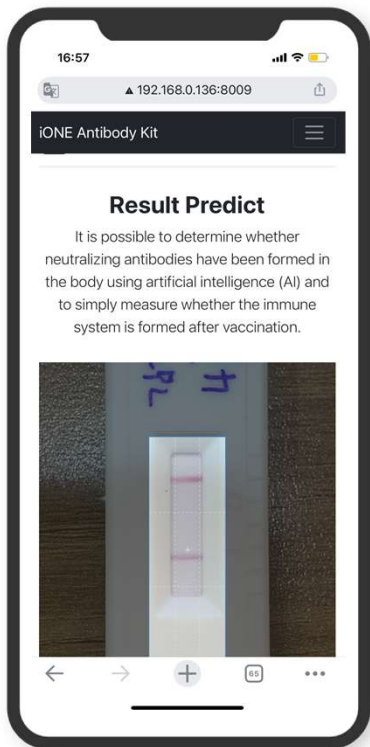 16:57
192.168.0.136:8009
iONE Antibody Kit
Result Predict
It is possible to determine whether
neutralizing antibodies have been formed in
the body using artificial intelligence (AI) and
to simply measure whether the immune
system is formed after vaccination.
65